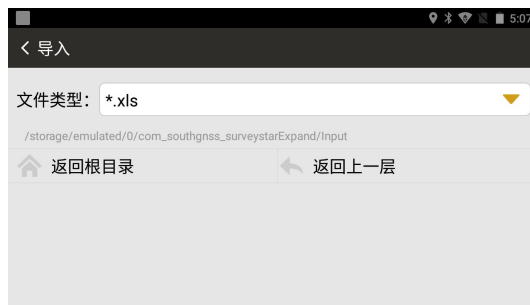 5:07
导入
文件类型： *.xls
/storage/emulated/0/com_southgnss_surveystarExpand/Input
返回根目录 返回上一层